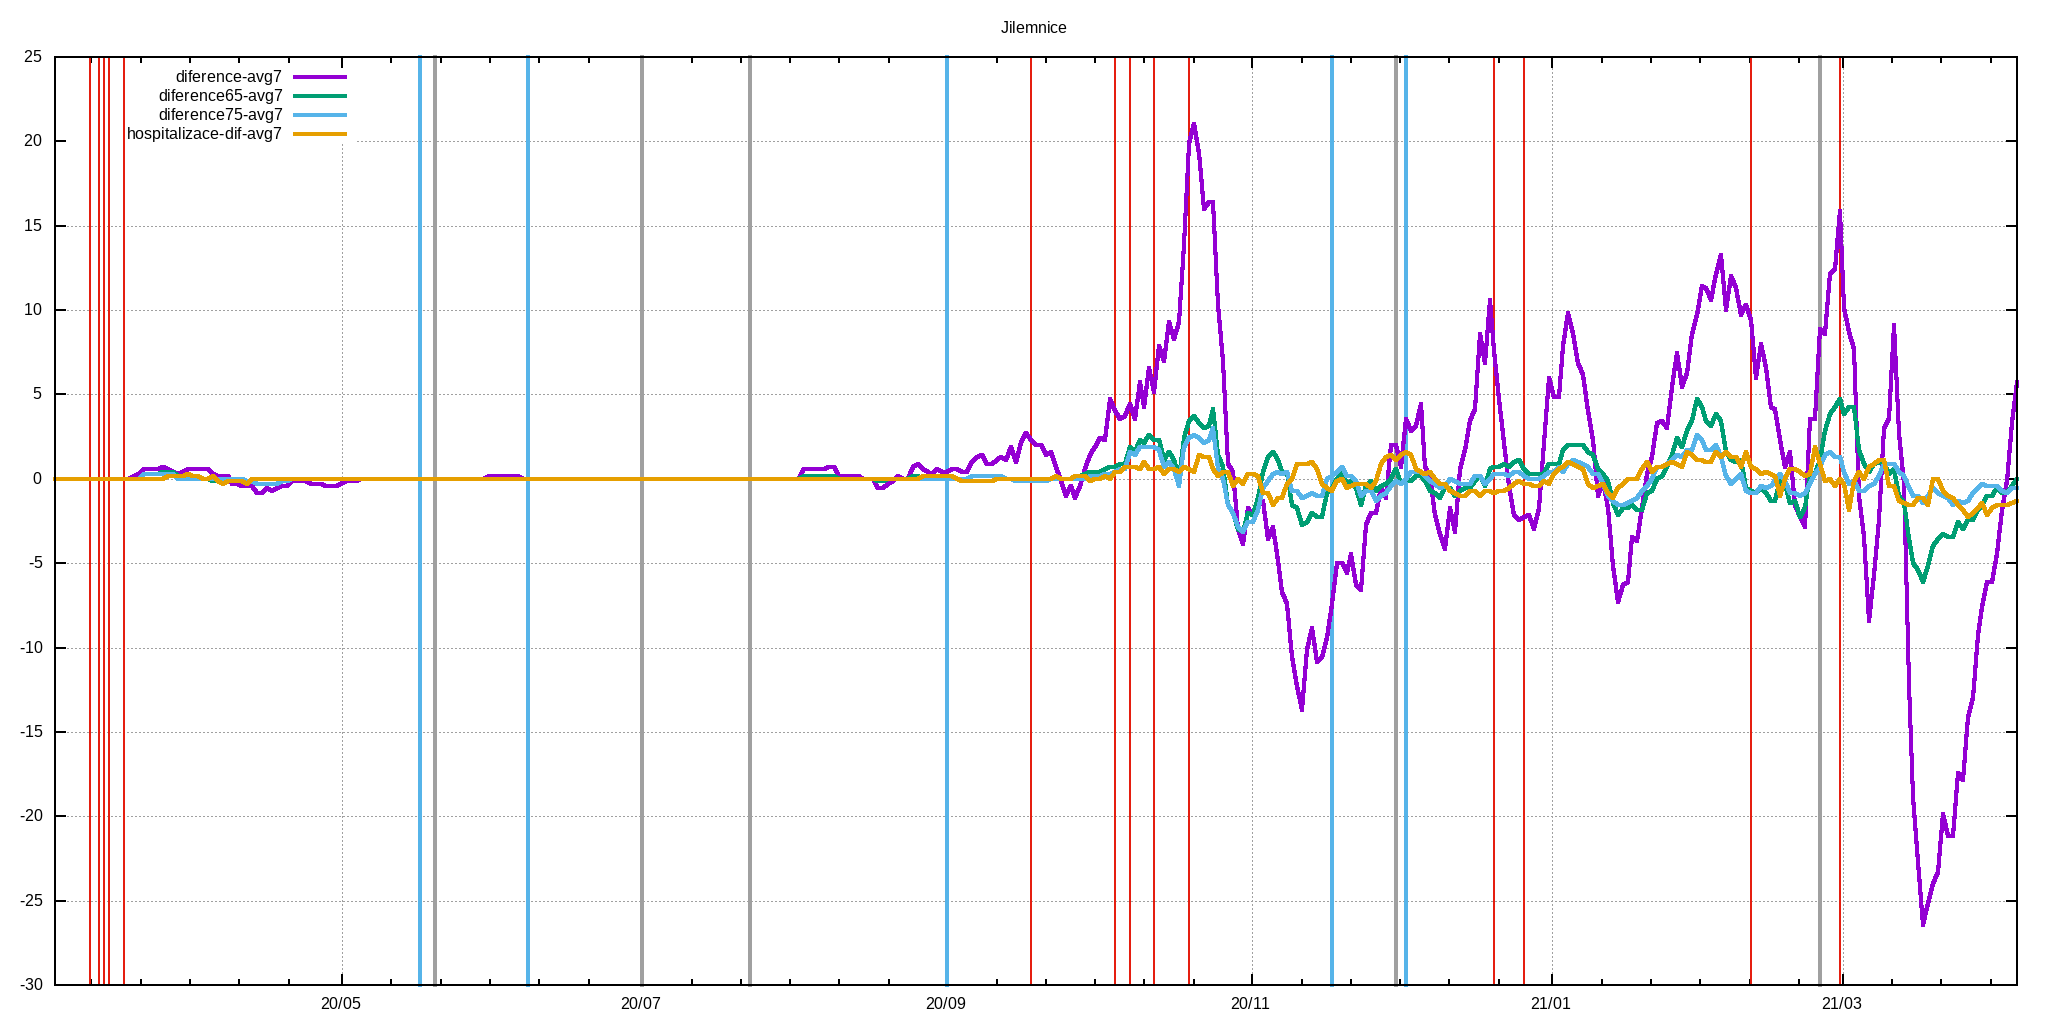 Jilemnice
25
diference-avg7
diference65-avg7
diference75-avg7
hospitalizace-dif-avg7
20
15
10
5
0
-5
-10
-15
-20
-25
-30
20/05 20/07 20/09 20/11 21/01 21/03